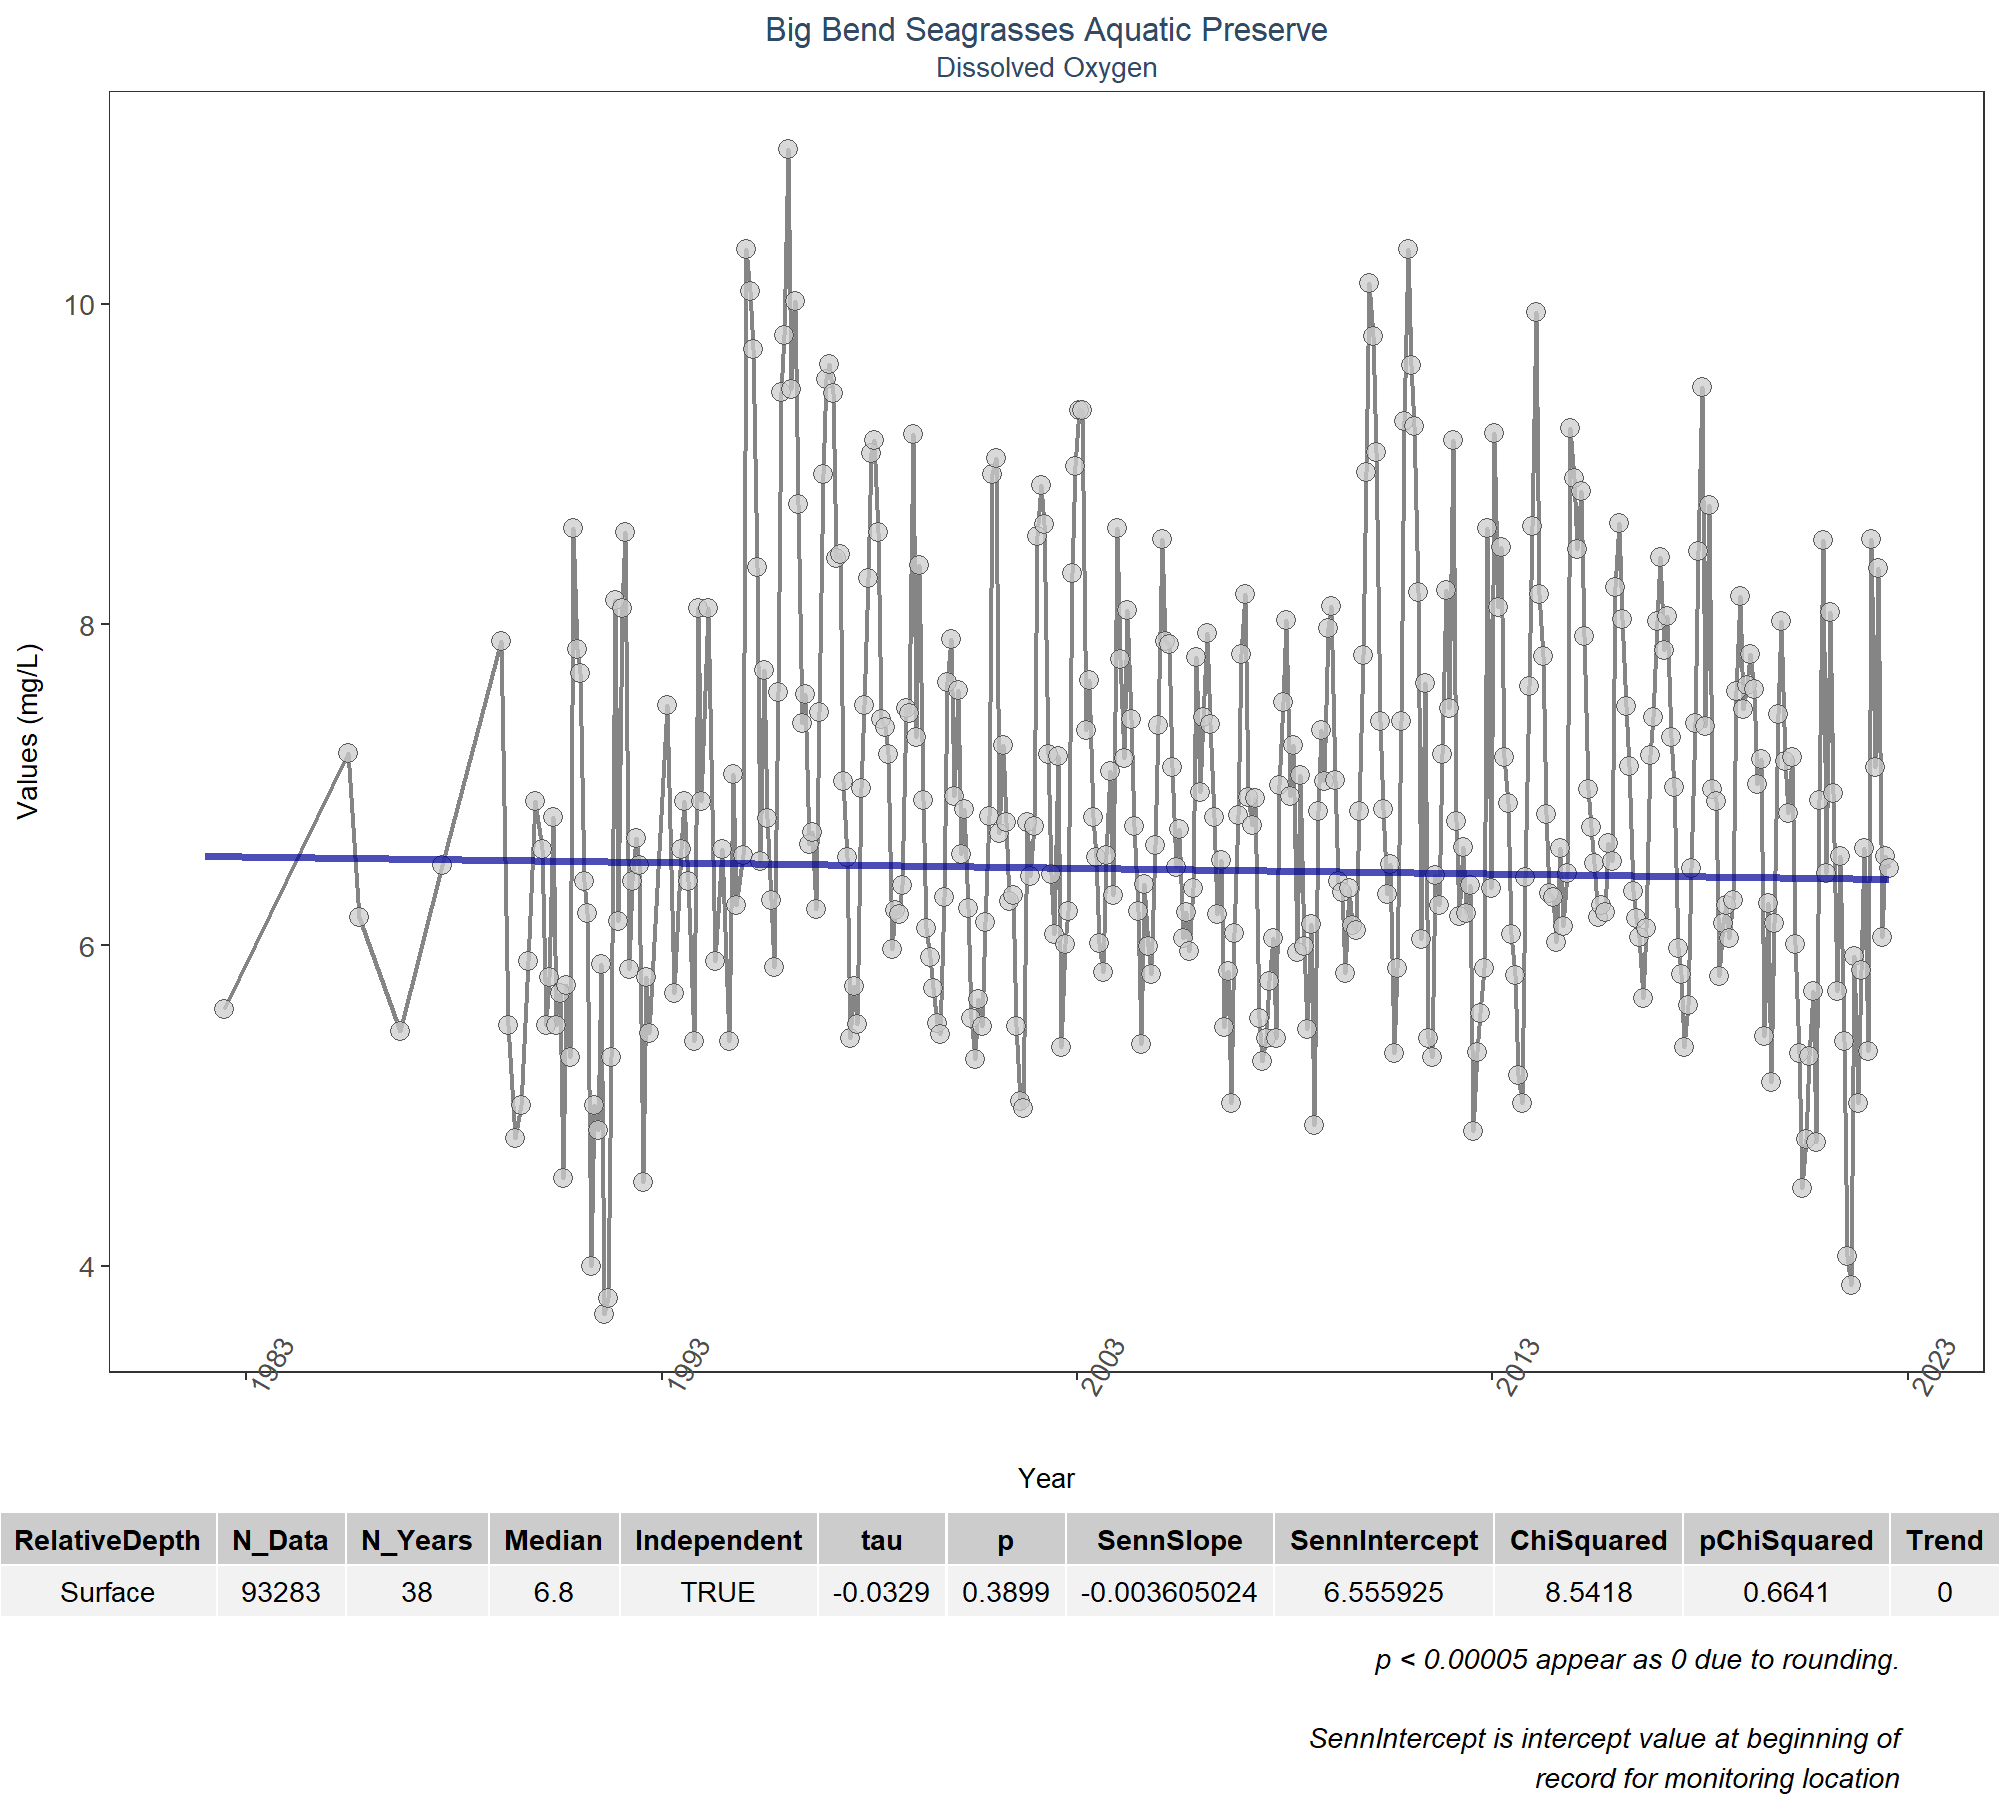 Big Bend Seagrasses Aquatic Preserve
Dissolved Oxygen
10
8
6
4
Values (mg/L)
1983 1993 2003 2013 2023
Year
RelativeDepth N_Data N_Years Median Independent tau p SennSlope SennIntercept ChiSquared pChiSquared Trend
Surface 93283 38 6.8 TRUE -0.0329 0.3899 -0.003605024 6.555925 8.5418 0.6641 0
p < 0.00005 appear as 0 due to rounding.
SennIntercept is intercept value at beginning of
record for monitoring location